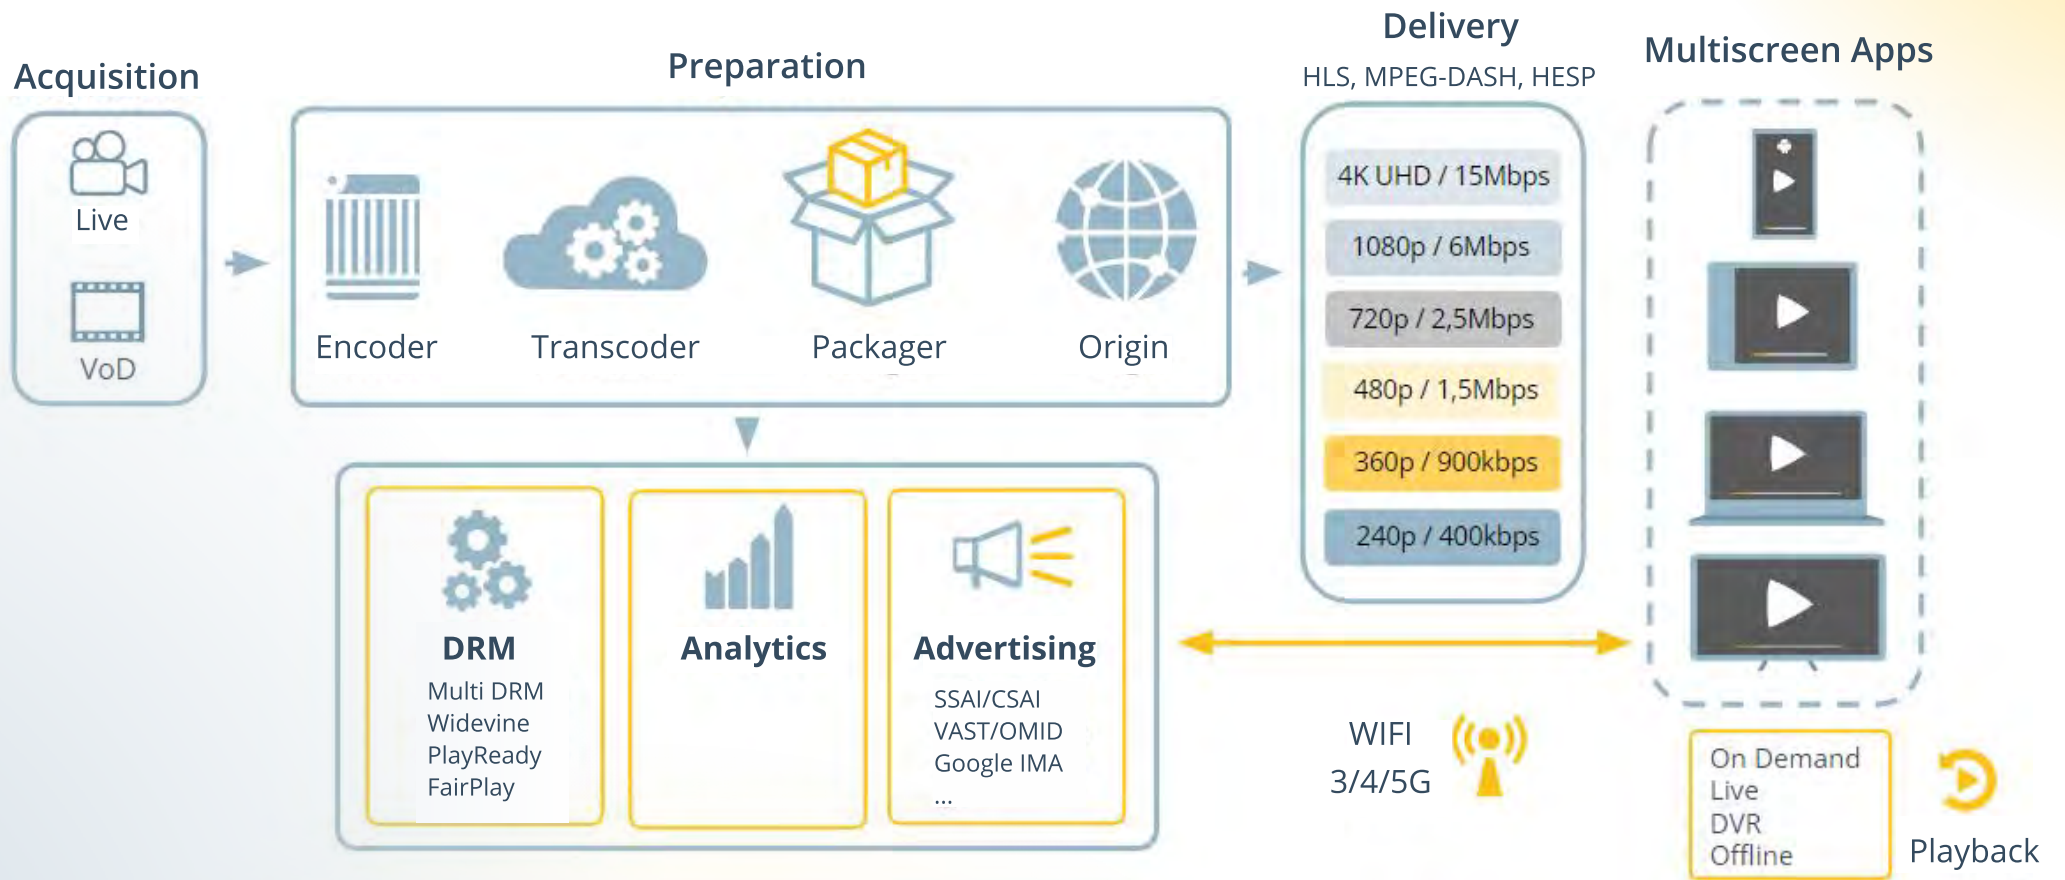 Acquisition
Live
VoD
Preparation
Encoder
Transcoder
Packager
Origin
DRM
Multi DRM
Widevine
PlayReady
FairPlay
Analytics
Advertising
SSAI/CSAI
VAST/OMID
Google IMA
...
Delivery
HLS, MPEG-DASH, HESP
4K UHD / 15Mbps
1080p / 6Mbps
720p / 2,5Mbps
480p / 1,5Mbps
360p / 900kbps
240p / 400kbps
WIFI
3/4/5G
Multiscreen Apps
On Demand
Live
DVR
Offline
Playback